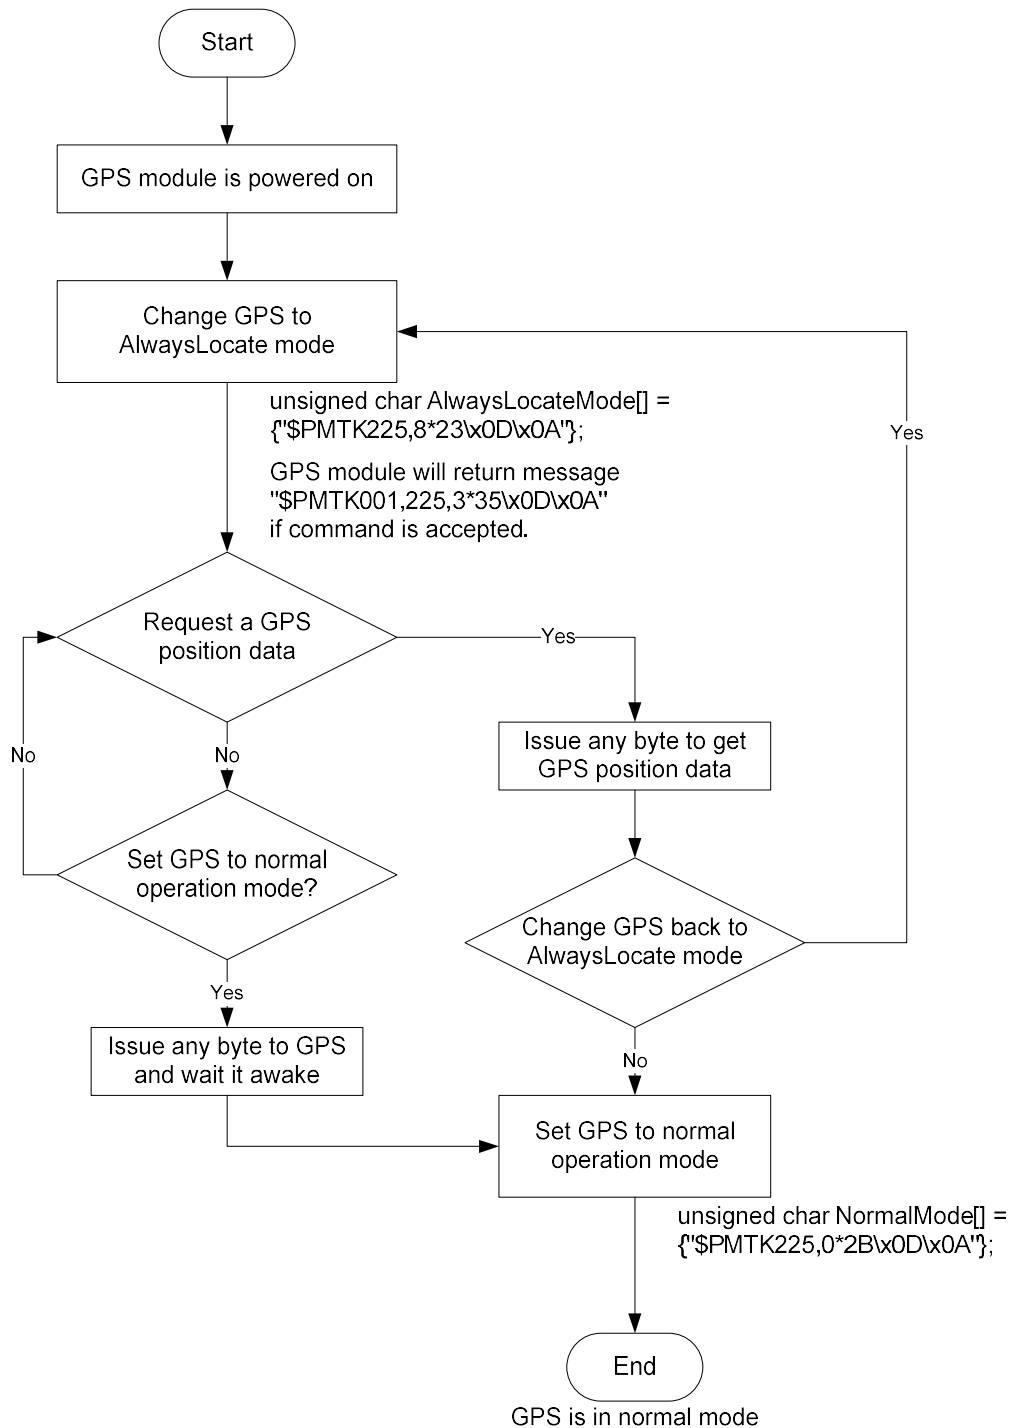 Start
GPS module is powered on
Change GPS to
AlwaysLocate mode
unsigned char AlwaysLocateMode[] =
{"$PMTK225,8*23\x0D\x0A"};
GPS module will return message
"$PMTK001,225,3*35\x0D\x0A"
if command is accepted.
Yes
Request a GPS
position data
Yes
No
No
Issue any byte to get
GPS position data
Set GPS to normal
operation mode?
Change GPS back to
AlwaysLocate mode
Yes
Issue any byte to GPS
and wait it awake
No
Set GPS to normal
operation mode
unsigned char NormalMode[] =
{"$PMTK225,0*2B\x0D\x0A"};
End
GPS is in normal mode